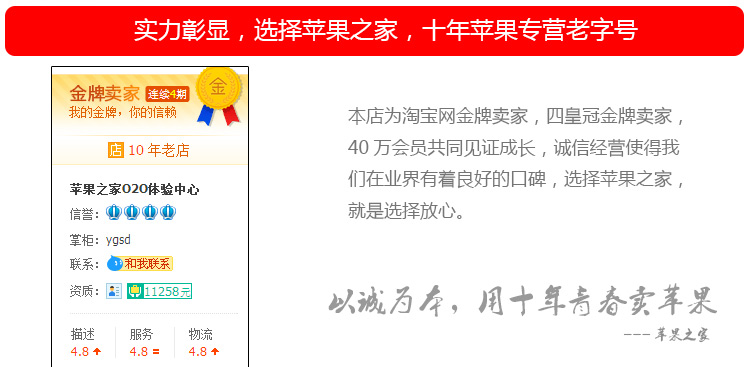 实力彰显，选择苹果之家，十年苹果专营老字号
金牌卖家 连续4期
金
我的金牌，你的信赖
店 10 年老店
苹果之家O2O体验中心
信誉：
掌柜：ygsd
联系：和我联系
资质：11258元
描述 服务 物流
4.8 4.8 4.8
本店为淘宝网金牌卖家，四皇冠金牌卖家，
40 万会员共同见证成长，诚信经营使得我
们在业界有着良好的口碑，选择苹果之家，
就是选择放心。
以诚为本，用十年青春卖苹果
---苹果之家